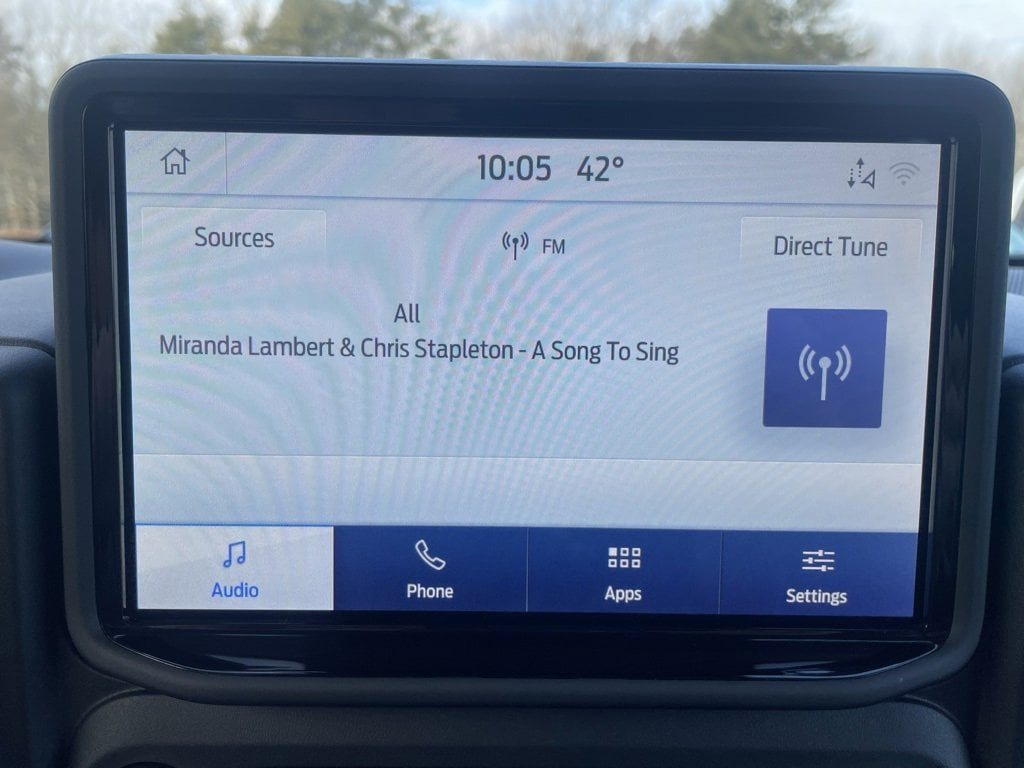 10:05 42°
Sources
FM
Direct Tune
All
Miranda Lambert & Chris Stapleton - A Song To Sing
Audio
Phone
Apps
Settings